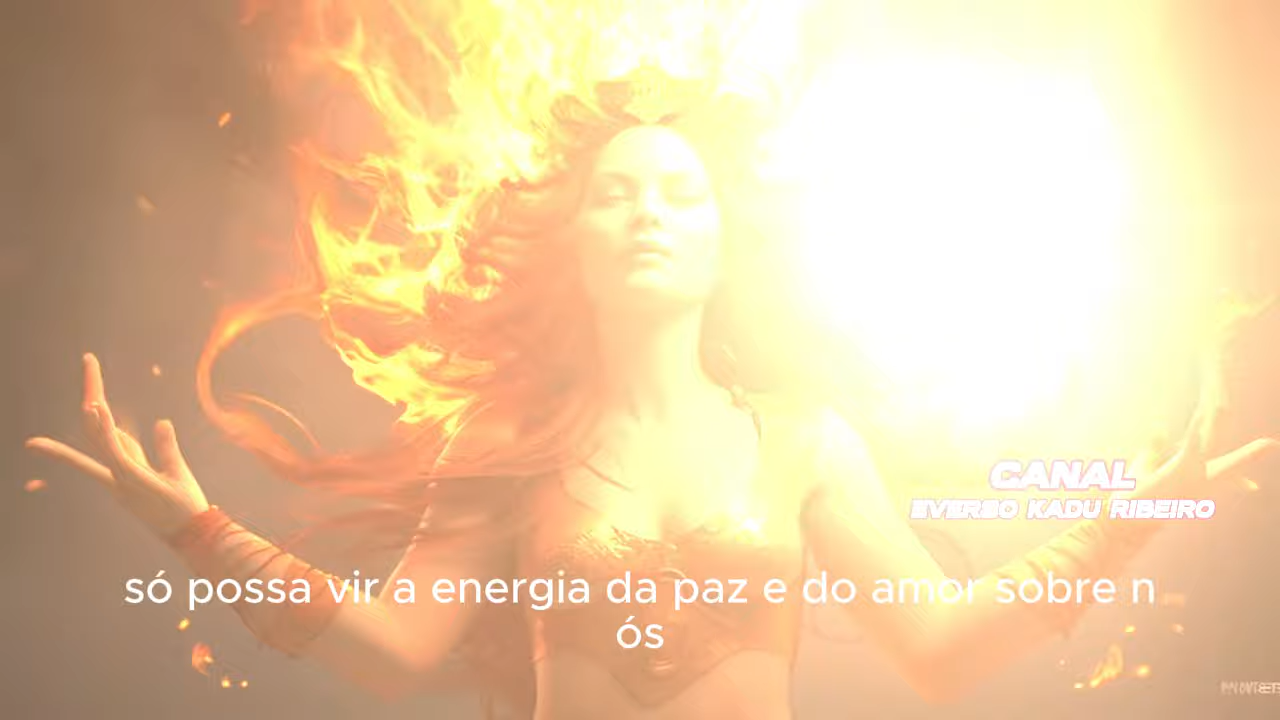 CANAL
EVERSO KADU RIBEIRO
só possa vir a energia da paz e do amor sobre n
ós